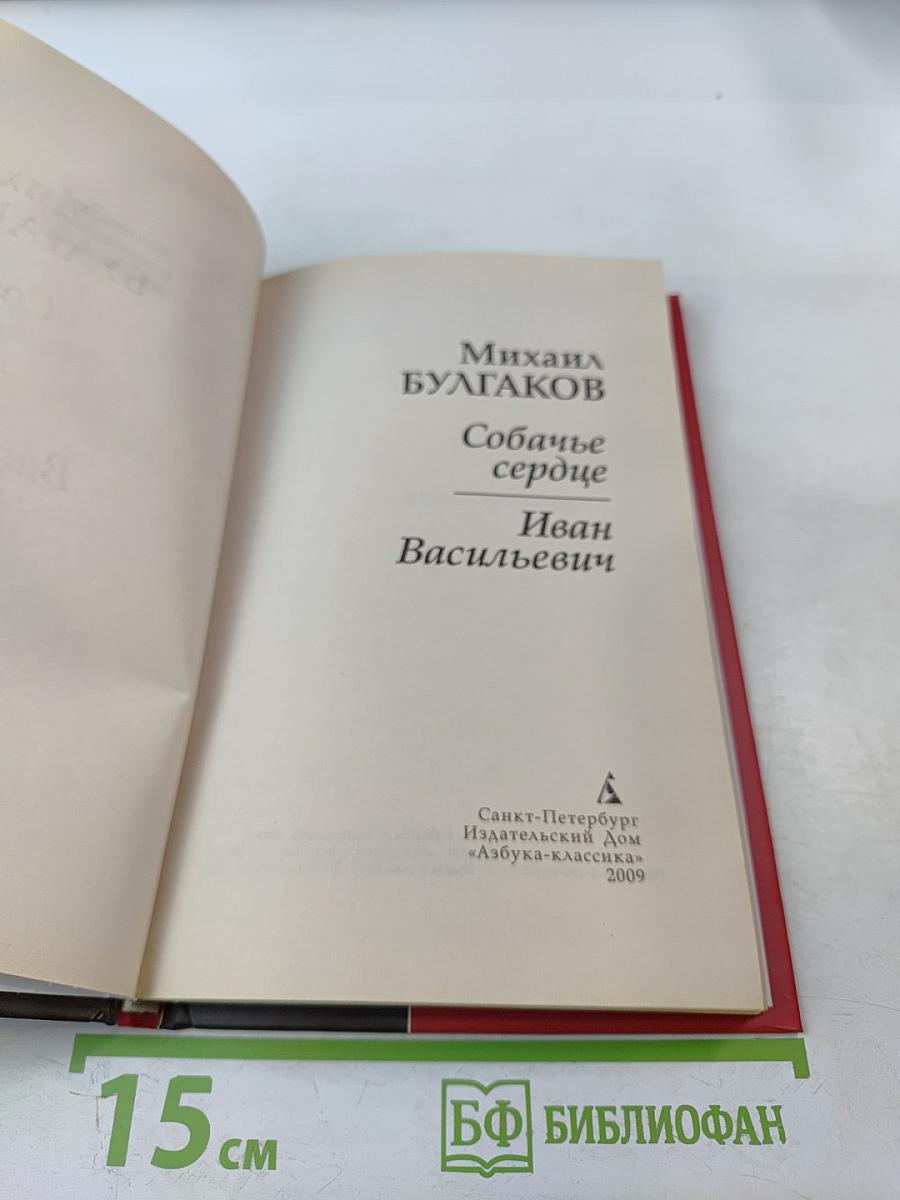 Михаил
БУЛГАКОВ
Собачье
сердце
Иван
Васильевич
Санкт-Петербург
Издательский Дом
«Азбука-классика»
2009
15 см
БФ БИБЛИОФАН